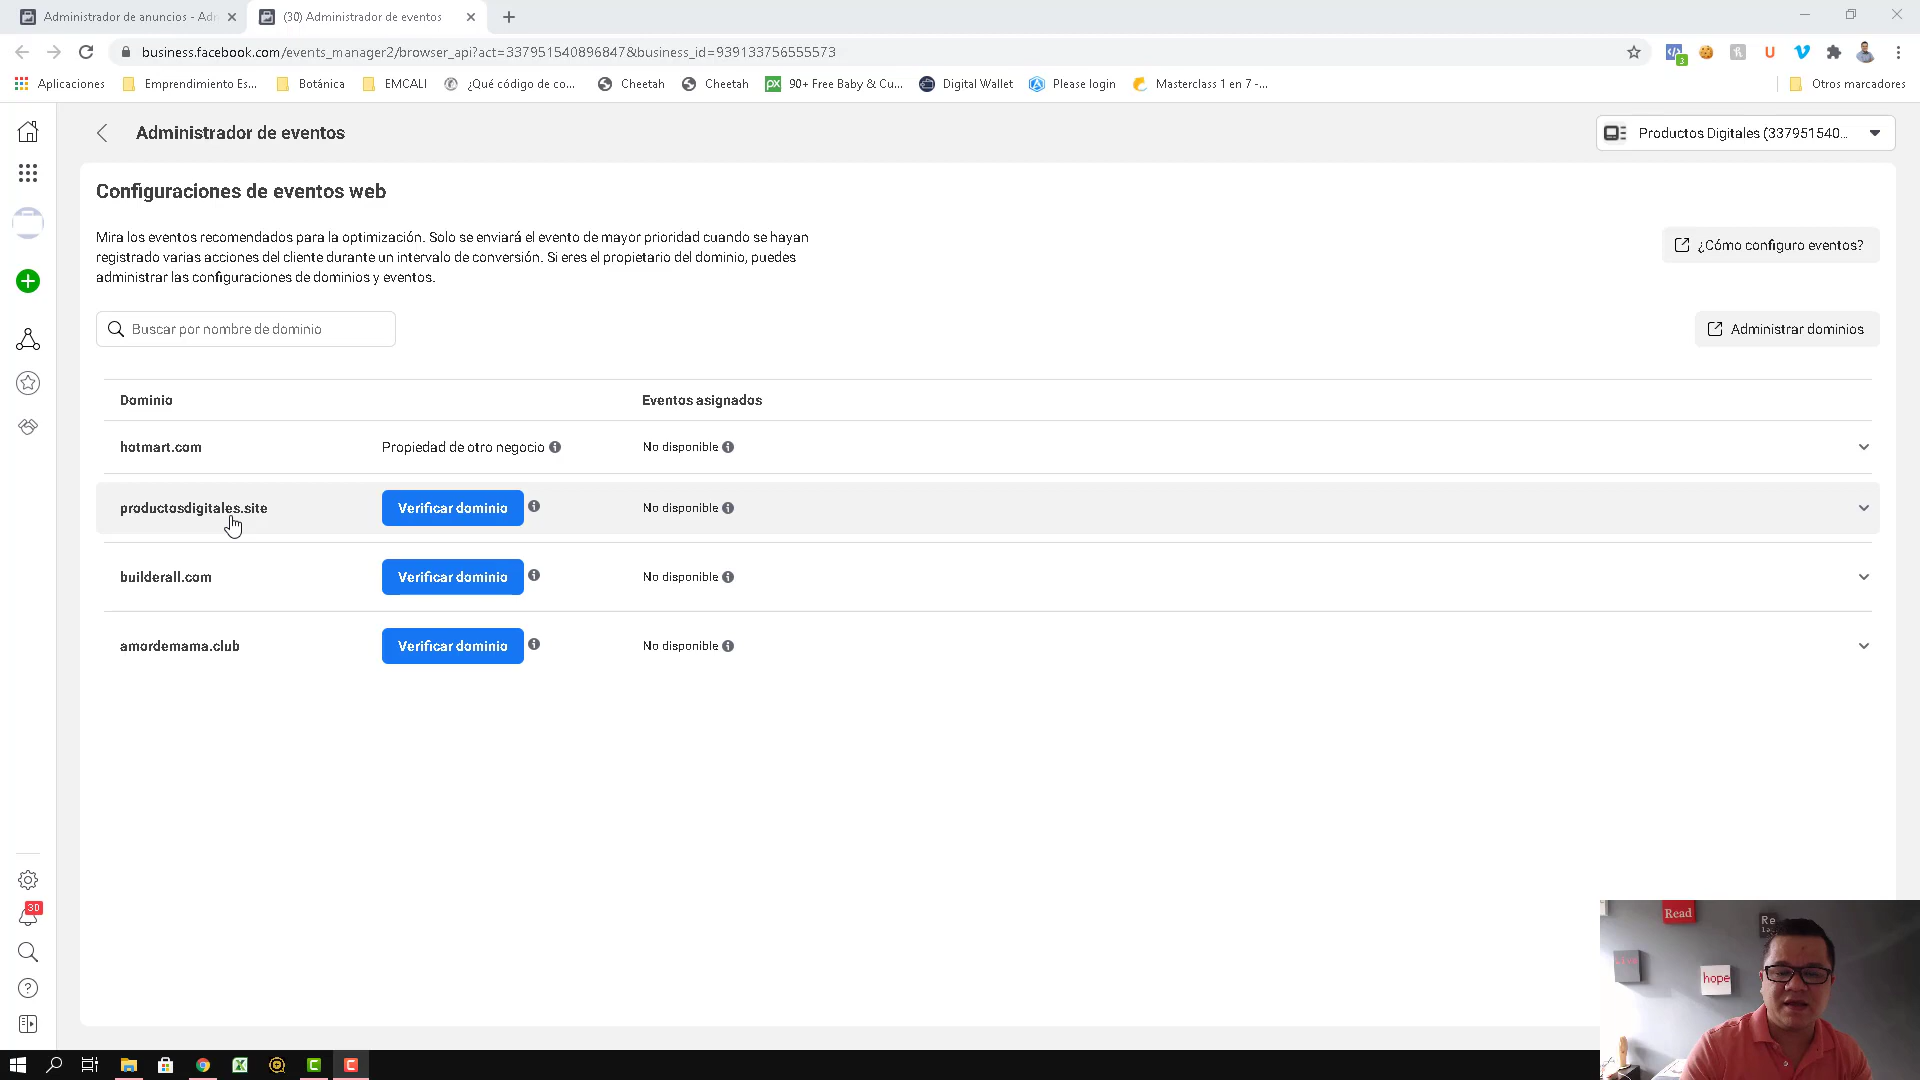 Administrador de anuncios - Adm
(30) Administrador de eventos
business.facebook.com/events_manager2/browser_api?act=337951540896847&business_id=939133756555573
3
Aplicaciones
Emprendimiento Es...
Botánica
EMCALI
¿Qué código de co...
Cheetah
Cheetah
px
90+ Free Baby & Cu...
Digital Wallet
Please login
Masterclass 1 en 7 -...
Otros marcadores
Administrador de eventos
Productos Digitales (337951540...
Configuraciones de eventos web
Mira los eventos recomendados para la optimización. Solo se enviará el evento de mayor prioridad cuando se hayan
registrado varias acciones del cliente durante un intervalo de conversión. Si eres el propietario del dominio, puedes
administrar las configuraciones de dominios y eventos.
¿Cómo configuro eventos?
Buscar por nombre de dominio
Administrar dominios
Dominio
Eventos asignados
hotmart.com
Propiedad de otro negocio
No disponible
productosdigitales.site
Verificar dominio
No disponible
builderall.com
Verificar dominio
No disponible
amordemama.club
Verificar dominio
No disponible
30
Read
hope